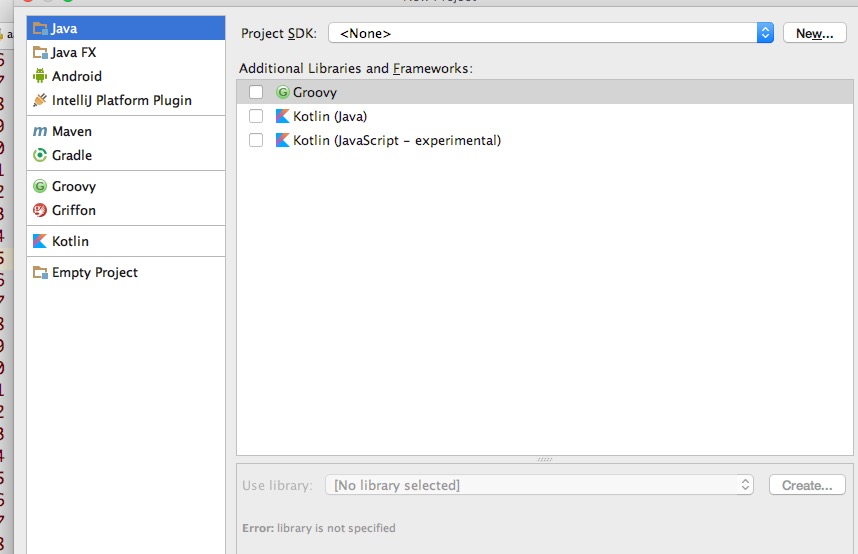 Java
Java FX
Android
IntelliJ Platform Plugin
Maven
Gradle
Groovy
Griffon
Kotlin
Empty Project
Project SDK: <None> New...
Additional Libraries and Frameworks:
Groovy
Kotlin (Java)
Kotlin (JavaScript – experimental)
Use library: [No library selected] Create...
Error: library is not specified